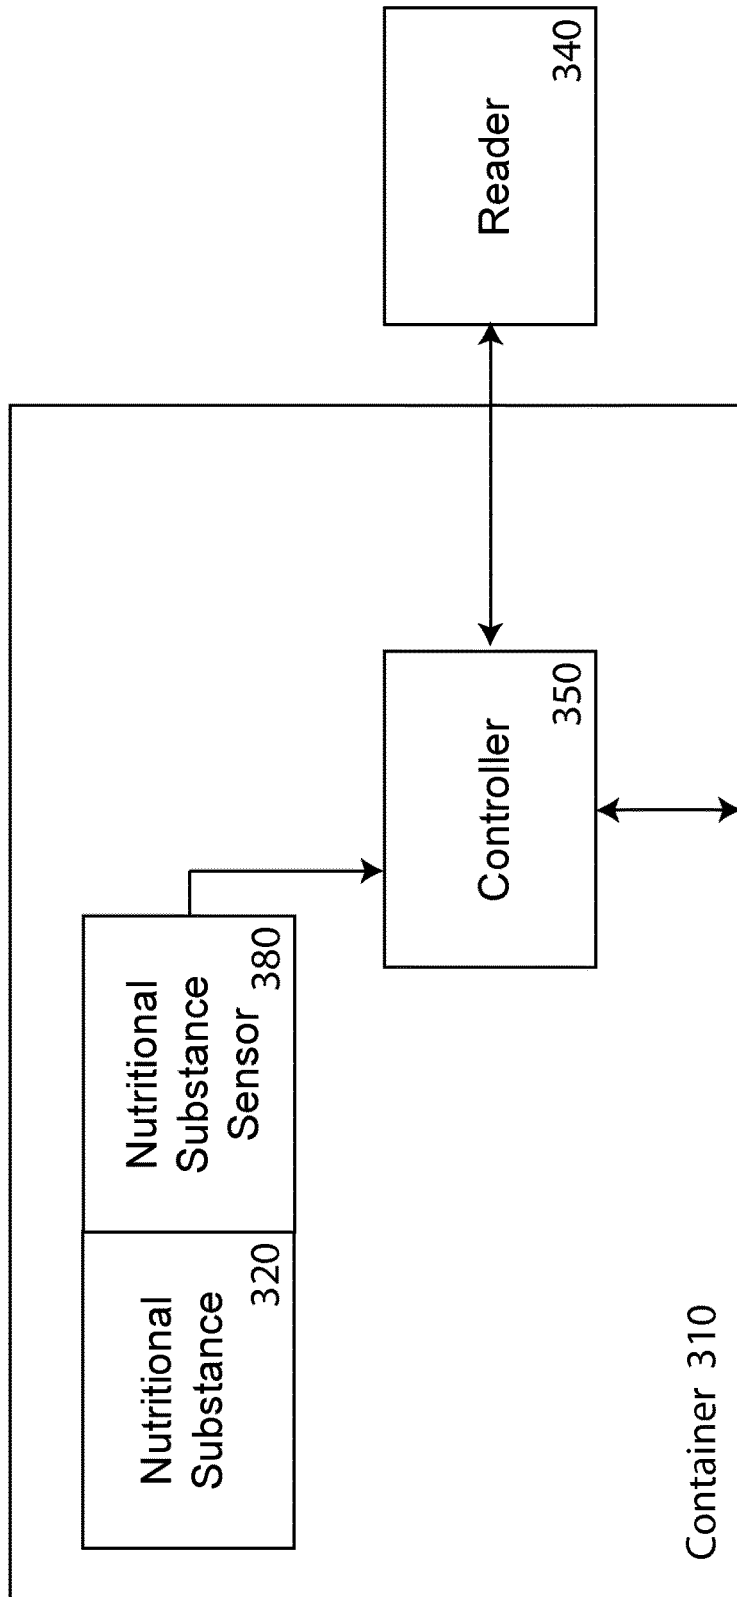 Nutritional
Substance
320
Nutritional
Substance
Sensor
380
Controller
350
Reader
340
Container 310